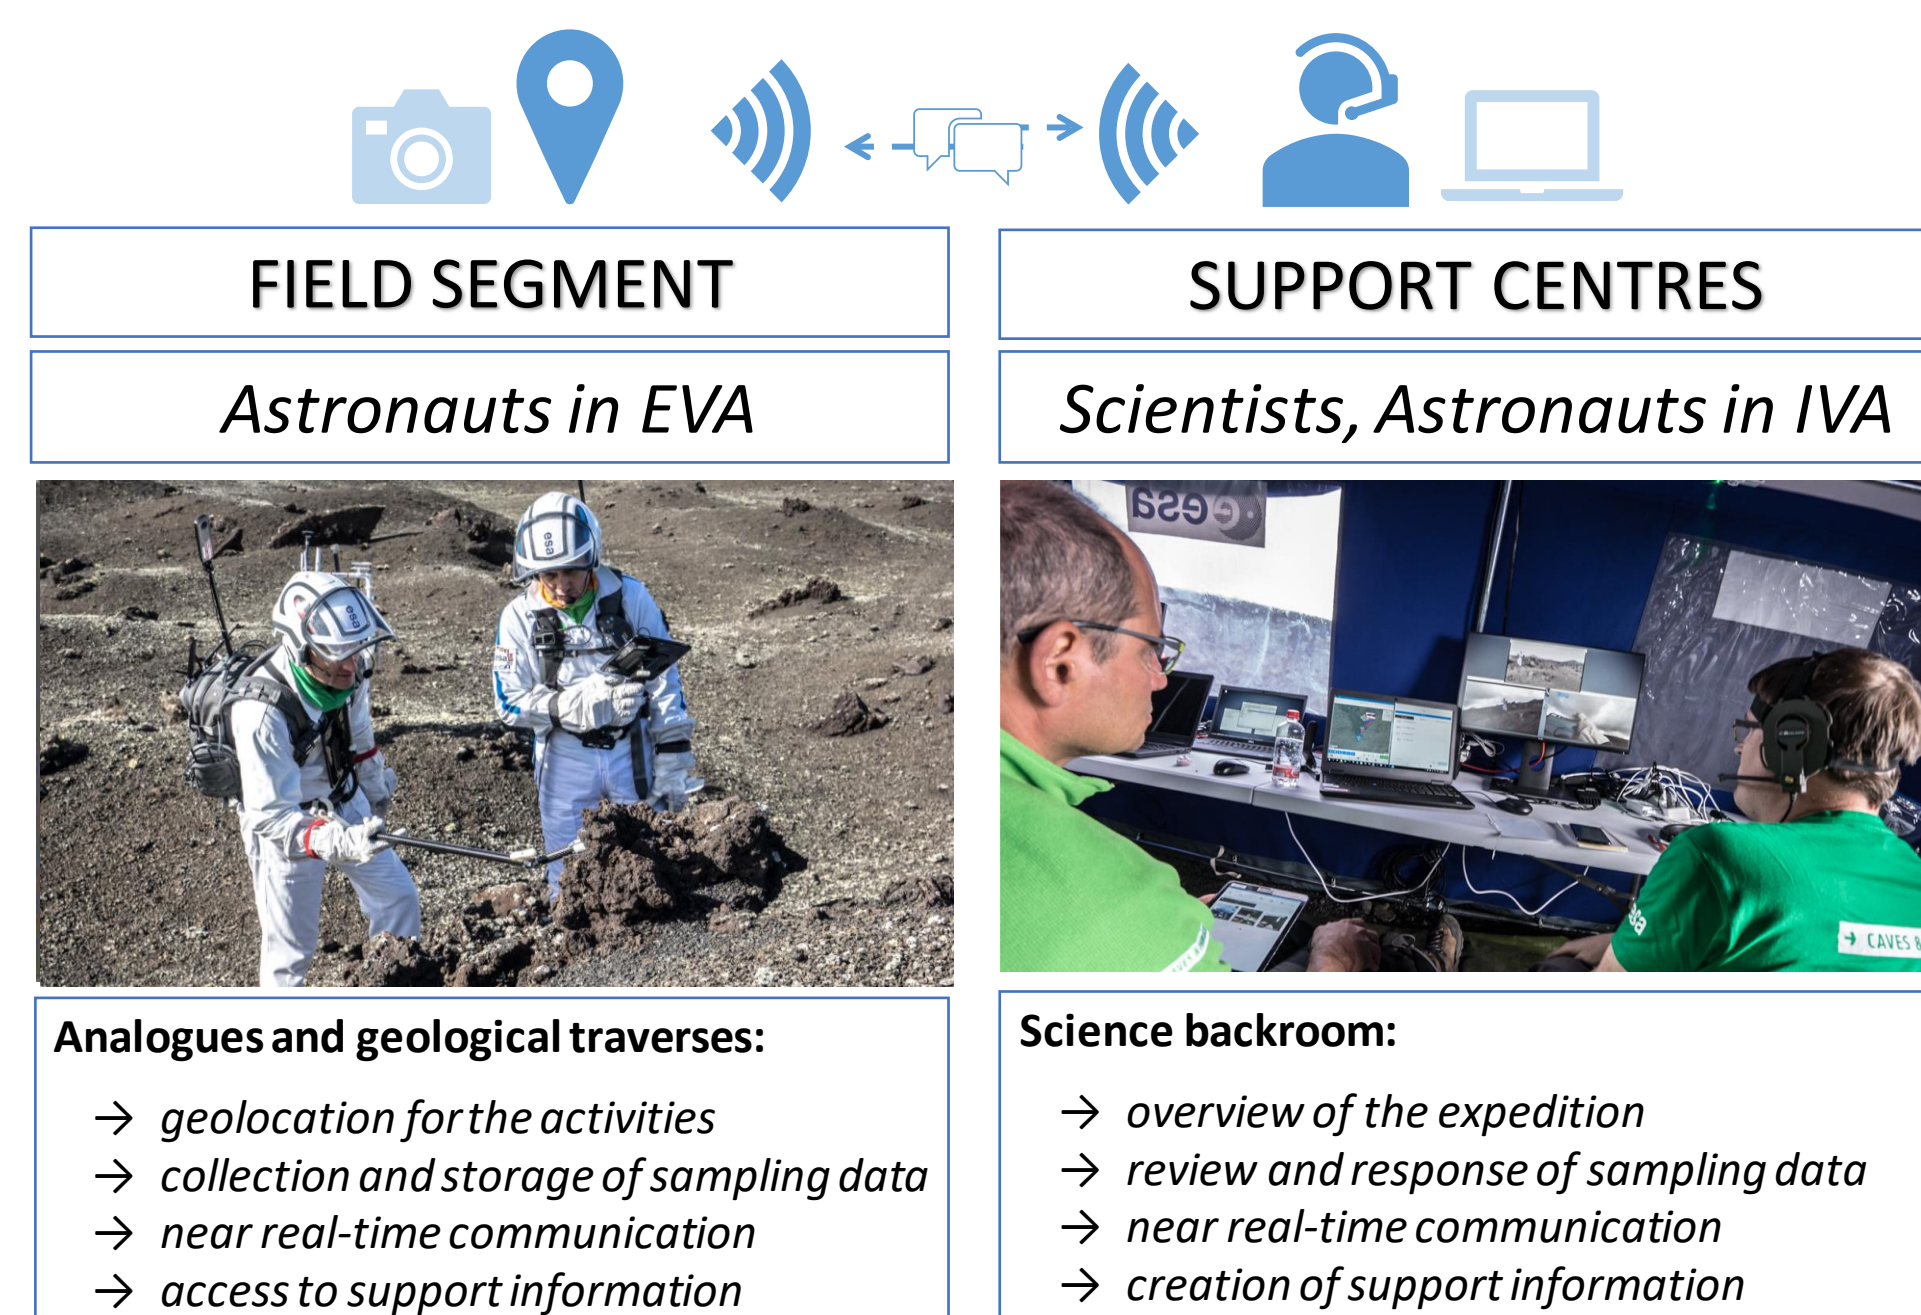 FIELD SEGMENT
Astronauts in EVA
esa
esa
Analogues and geological traverses:
→ geolocation for the activities
→ collection and storage of sampling data
→ near real-time communication
→ access to support information
SUPPORT CENTRES
Scientists, Astronauts in IVA
esa
esa
→ CAVES &
Science backroom:
→ overview of the expedition
→ review and response of sampling data
→ near real-time communication
→ creation of support information